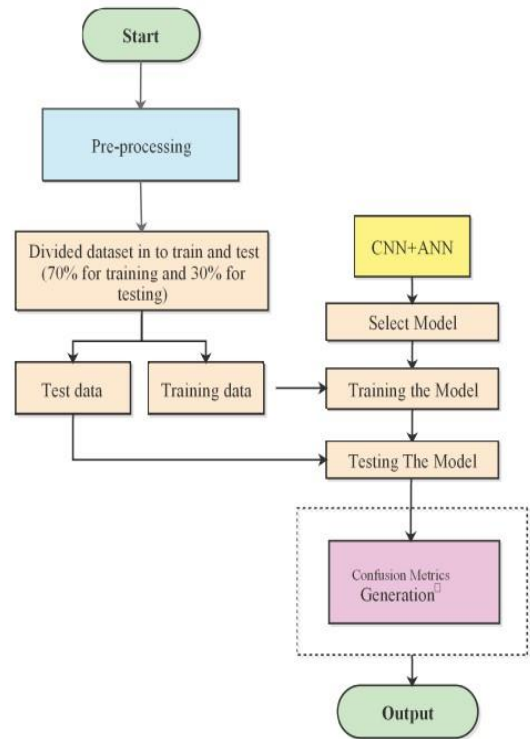 Start
Pre-processing
Divided dataset in to train and test
(70% for training and 30% for
testing)
CNN+ANN
Select Model
Test data
Training data
Training the Model
Testing The Model
Confusion Metrics
Generation
Output